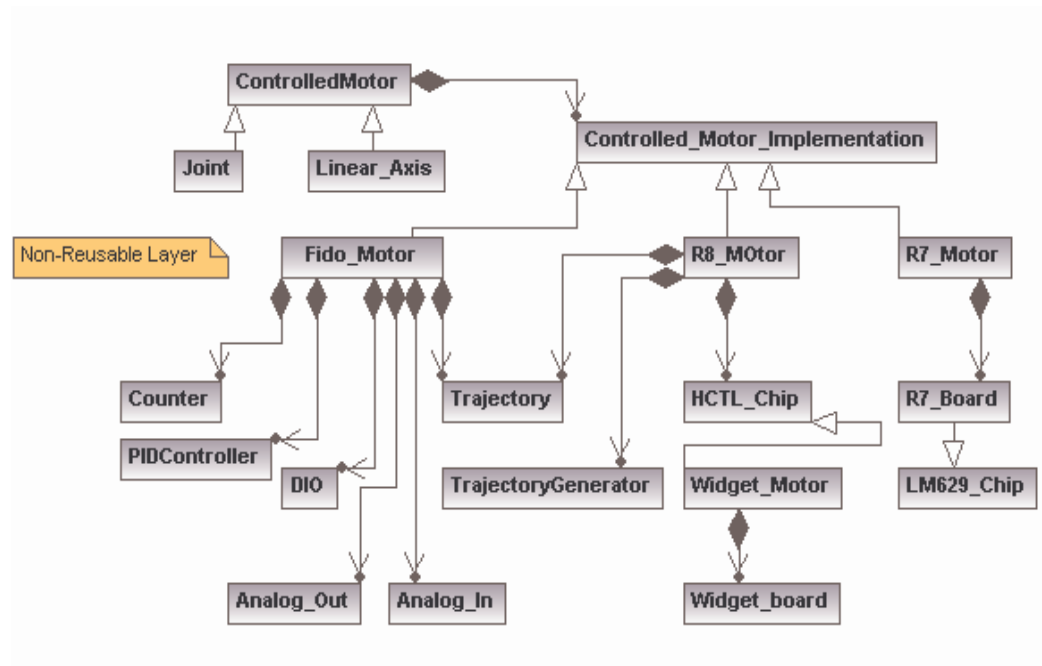 ControlledMotor
Controlled_Motor_Implementation
Joint
Linear_Axis
Non-Reusable Layer
Fido_Motor
R8_MOtor
R7_Motor
Counter
Trajectory
HCTL_Chip
R7_Board
PIDController
DIO
TrajectoryGenerator
Widget_Motor
LM629_Chip
Analog_Out
Analog_In
Widget_board